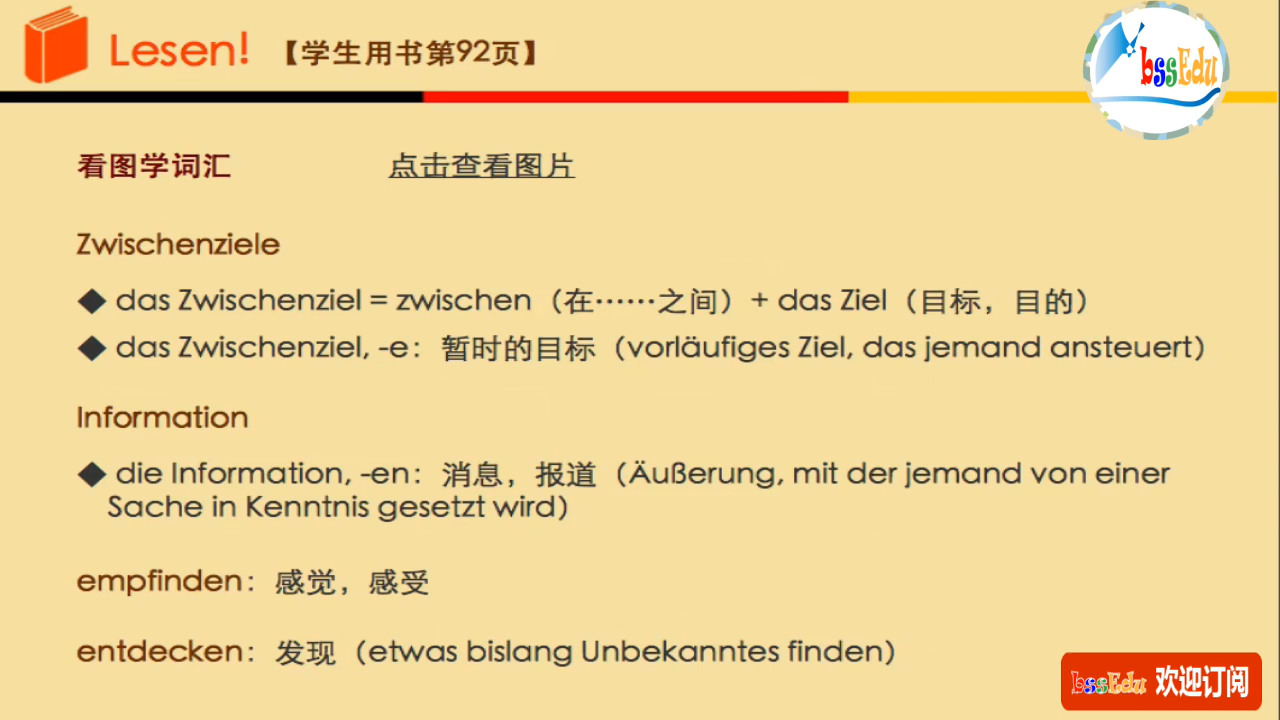 Lesen! 【学生用书第92页】
bssEdu
看图学词汇 点击查看图片
Zwischenziele
◆ das Zwischenziel = zwischen（在……之间）+ das Ziel（目标，目的）
◆ das Zwischenziel, -e：暂时的目标（vorläufiges Ziel, das jemand ansteuert）
Information
◆ die Information, -en：消息，报道（Äußerung, mit der jemand von einer
Sache in Kenntnis gesetzt wird）
empfinden：感觉，感受
entdecken：发现（etwas bislang Unbekanntes finden）
bssEdu 欢迎订阅